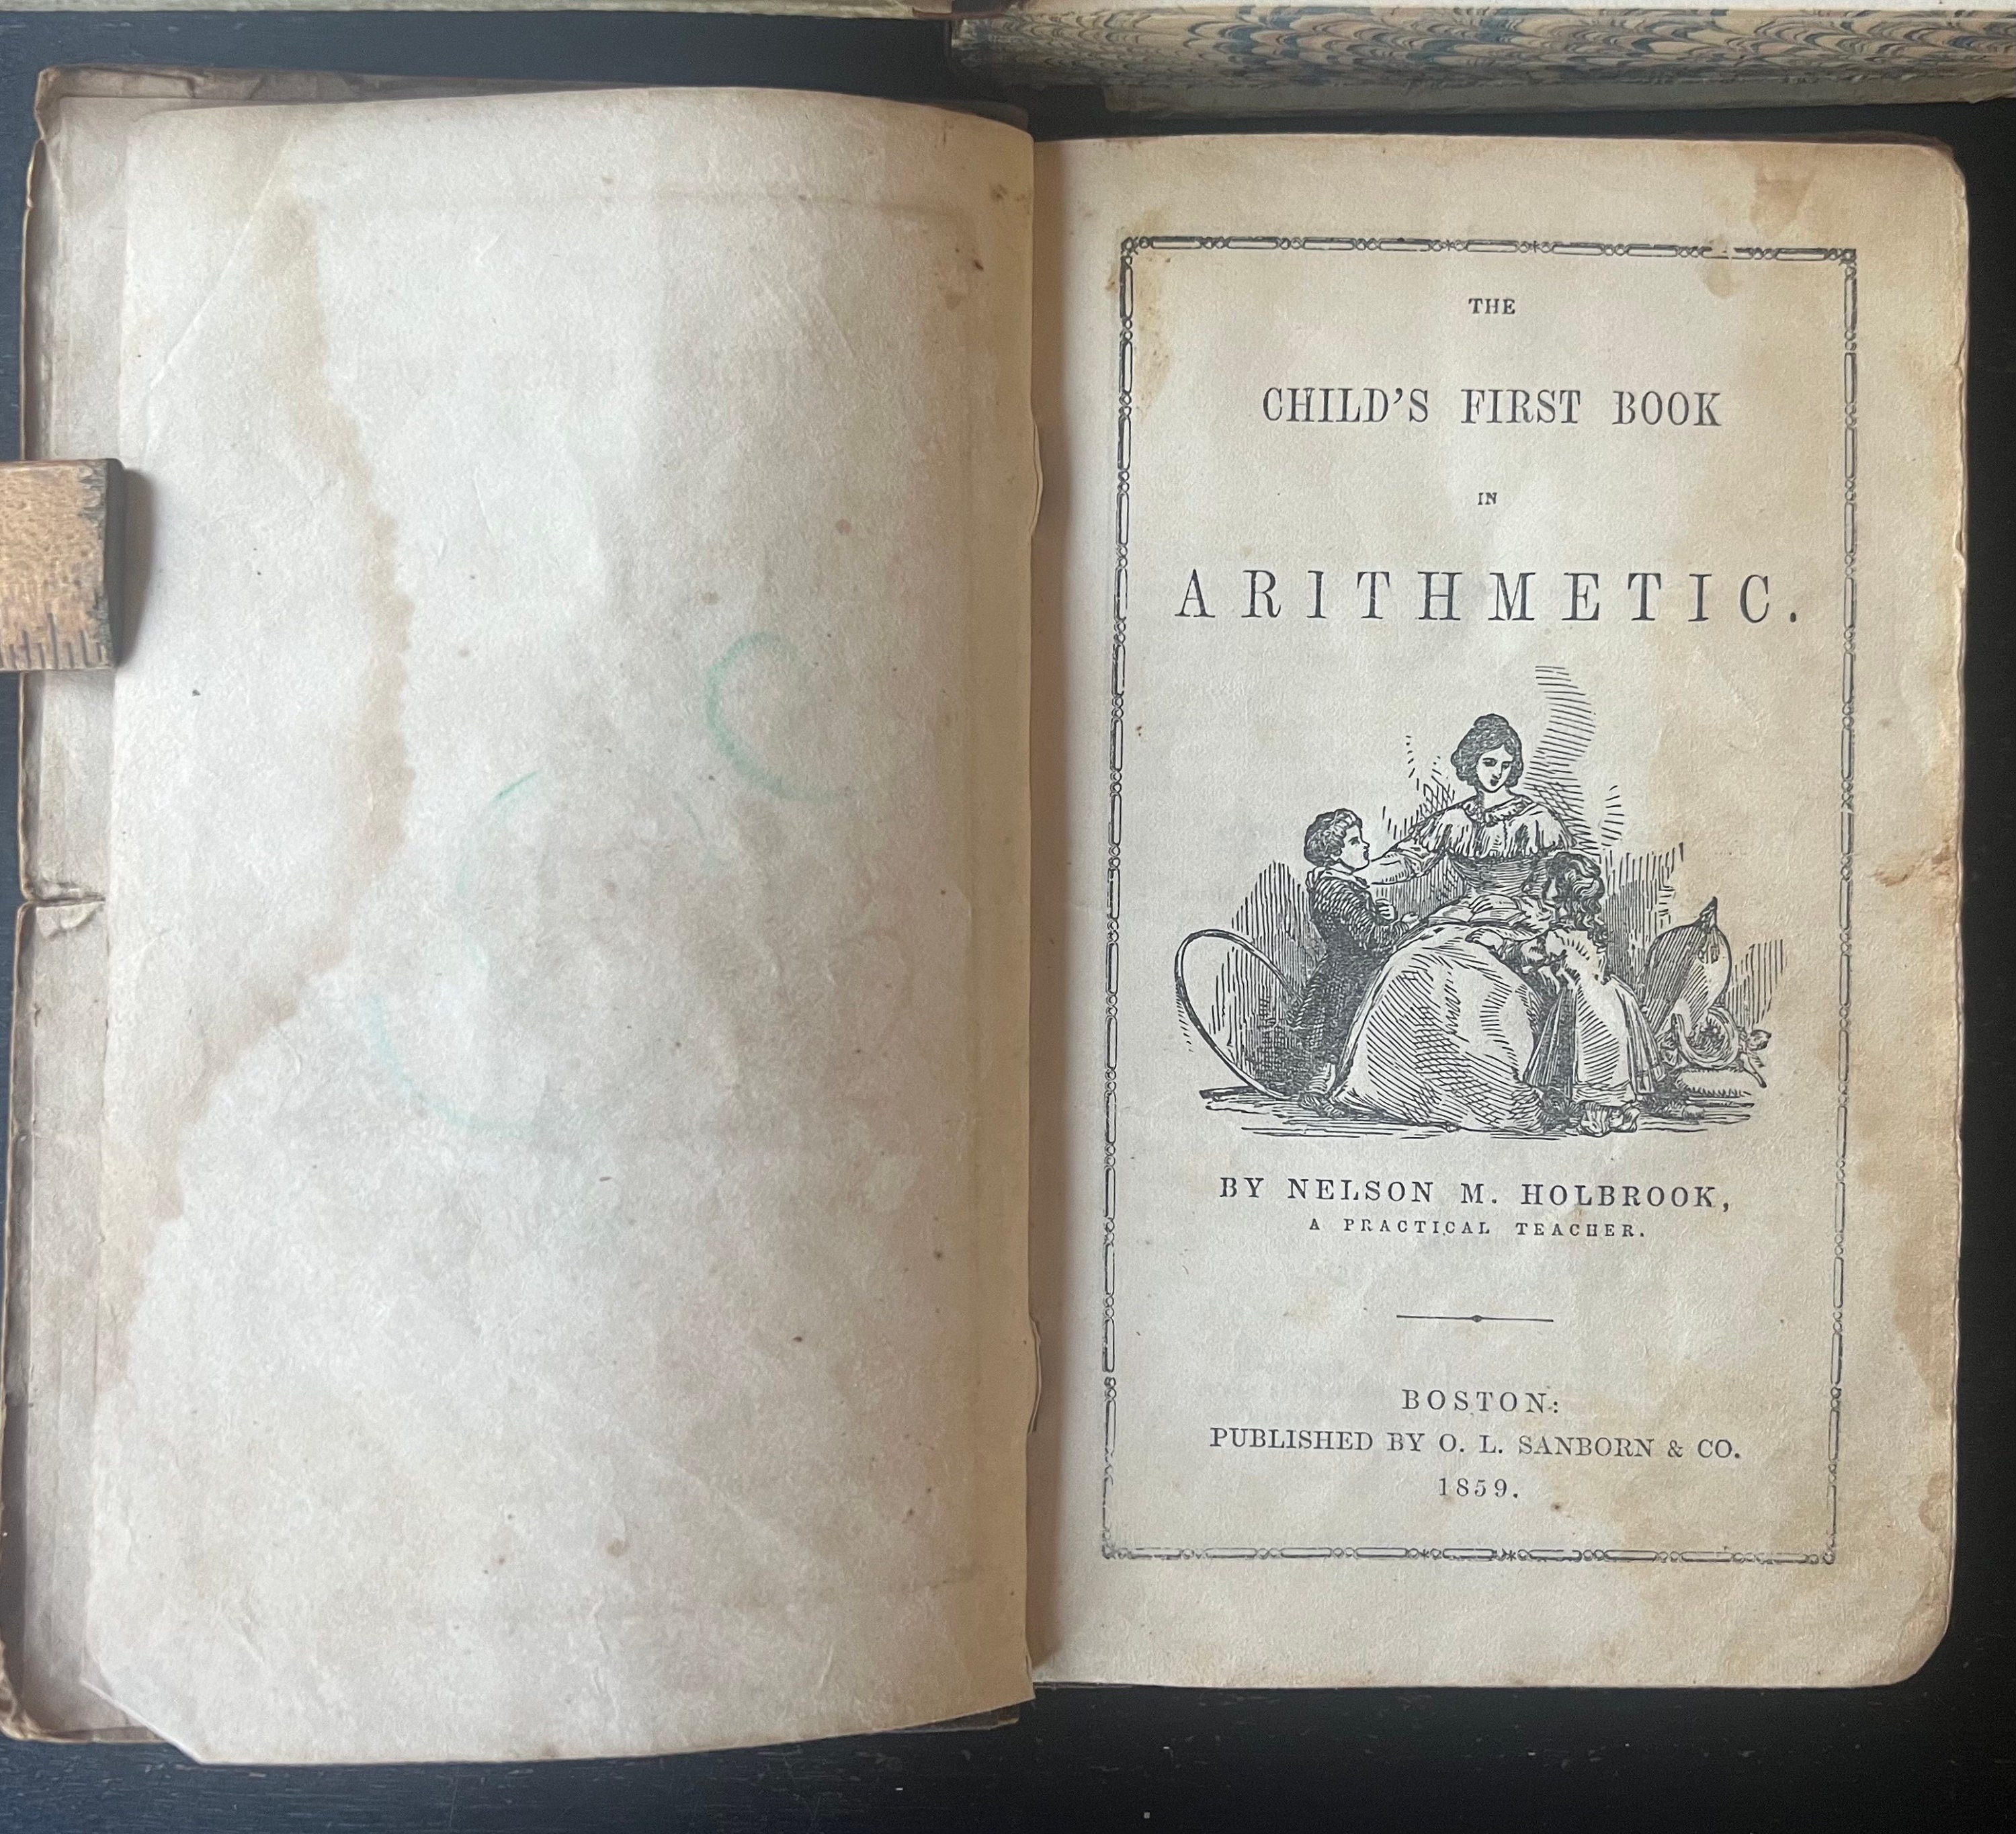 THE
CHILD'S FIRST BOOK
IN
ARITHMETIC.
BY NELSON M. HOLBROOK,
A PRACTICAL TEACHER.
BOSTON:
PUBLISHED BY O. L. SANBORN & CO.
1859.